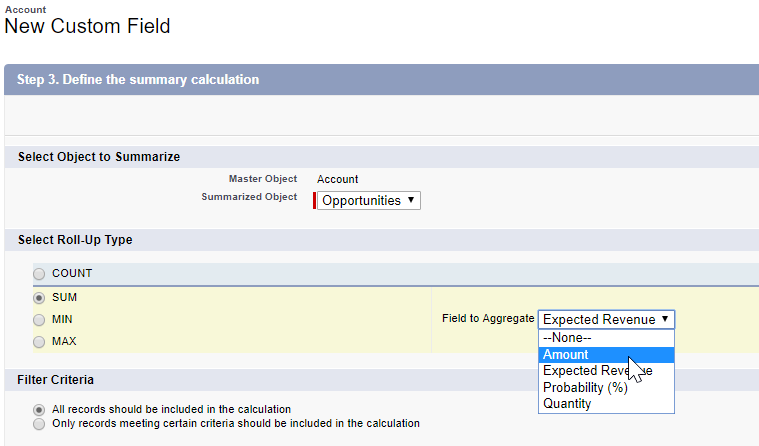 Account
New Custom Field
Step 3. Define the summary calculation
Select Object to Summarize
Master Object Account
Summarized Object Opportunities
Select Roll-Up Type
COUNT
SUM
MIN
MAX
Field to Aggregate Expected Revenue
--None--
Amount
Expected Revenue
Probability (%)
Quantity
Filter Criteria
All records should be included in the calculation
Only records meeting certain criteria should be included in the calculation